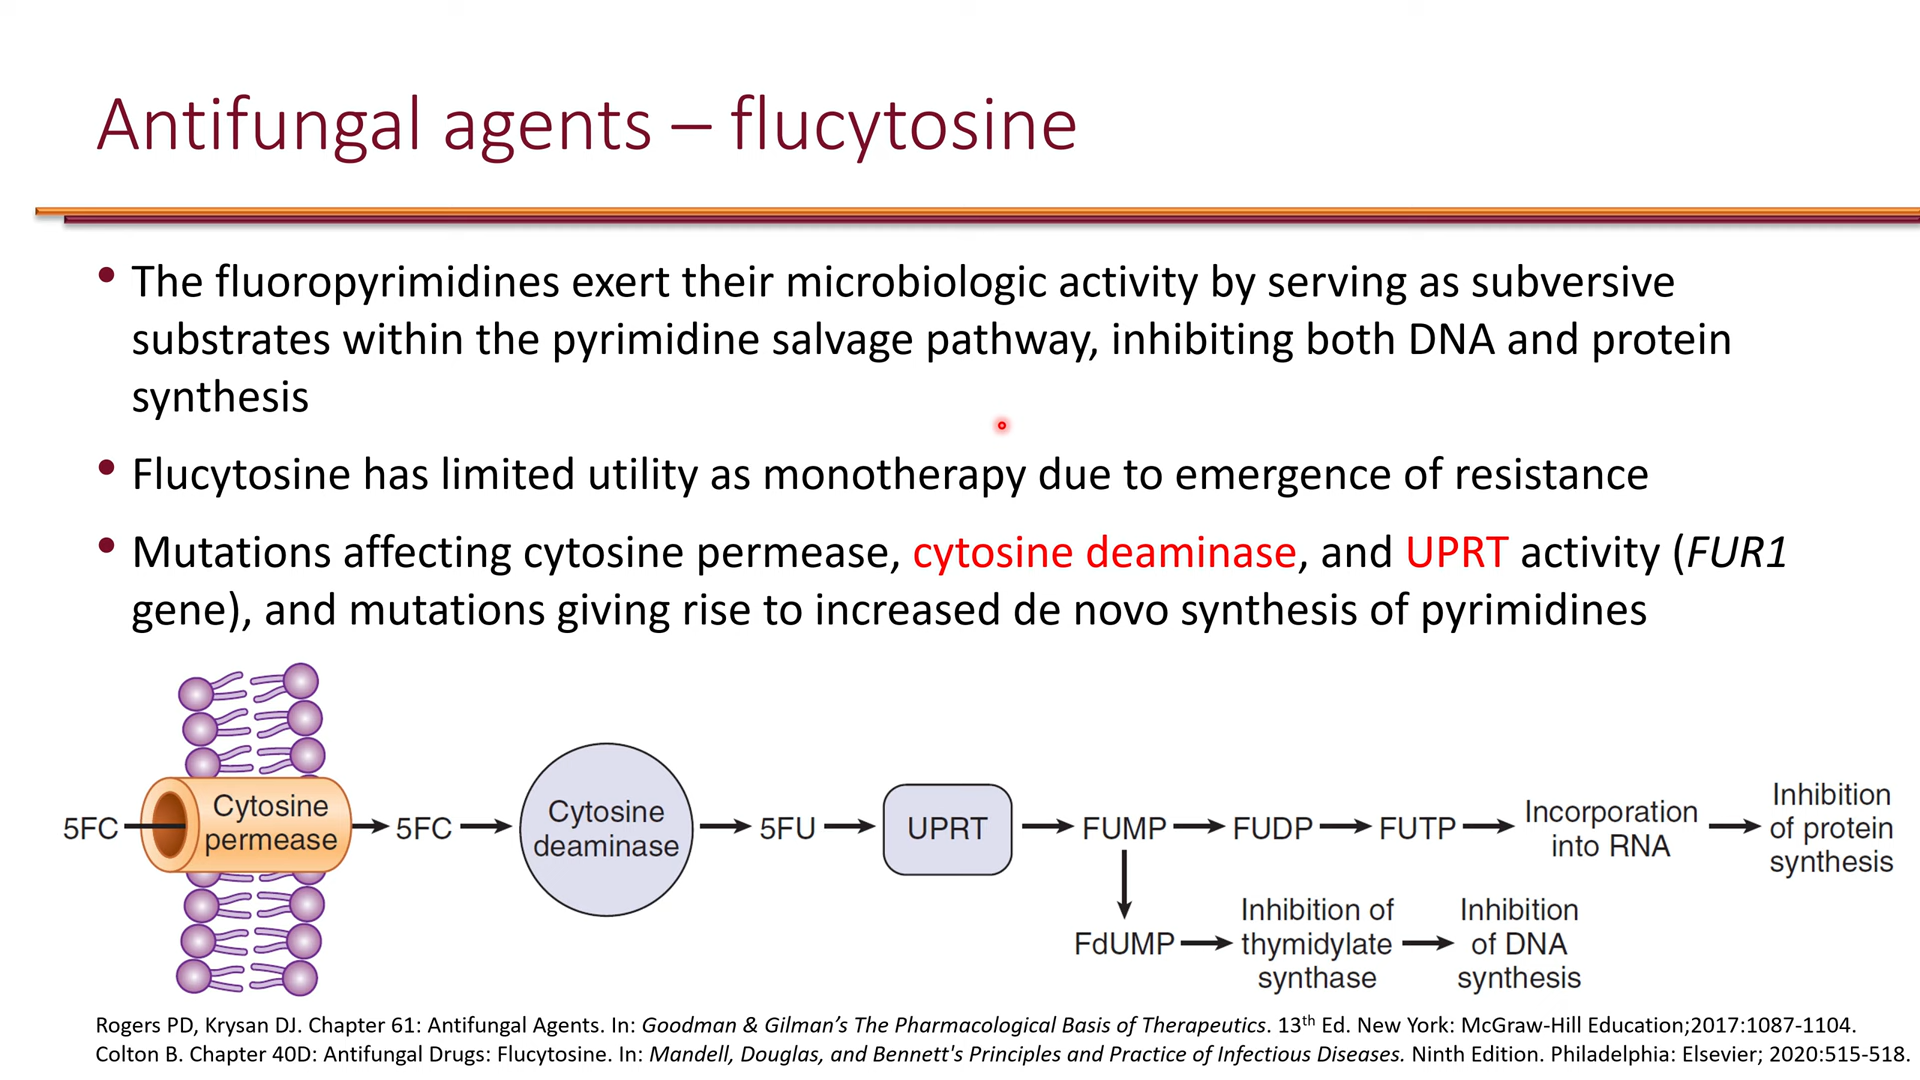 Antifungal agents – flucytosine
• The fluoropyrimidines exert their microbiologic activity by serving as subversive
substrates within the pyrimidine salvage pathway, inhibiting both DNA and protein
synthesis
• Flucytosine has limited utility as monotherapy due to emergence of resistance
• Mutations affecting cytosine permease, cytosine deaminase, and UPRT activity (FUR1
gene), and mutations giving rise to increased de novo synthesis of pyrimidines
5FC
Cytosine
permease
5FC
Cytosine
deaminase
5FU
UPRT
FUMP
FUDP
FUTP
Incorporation
into RNA
Inhibition
of protein
synthesis
FdUMP
Inhibition of
thymidylate
synthase
Inhibition
of DNA
synthesis
Rogers PD, Krysan DJ. Chapter 61: Antifungal Agents. In: Goodman & Gilman’s The Pharmacological Basis of Therapeutics. 13th Ed. New York: McGraw-Hill Education;2017:1087-1104.
Colton B. Chapter 40D: Antifungal Drugs: Flucytosine. In: Mandell, Douglas, and Bennett's Principles and Practice of Infectious Diseases. Ninth Edition. Philadelphia: Elsevier; 2020:515-518.